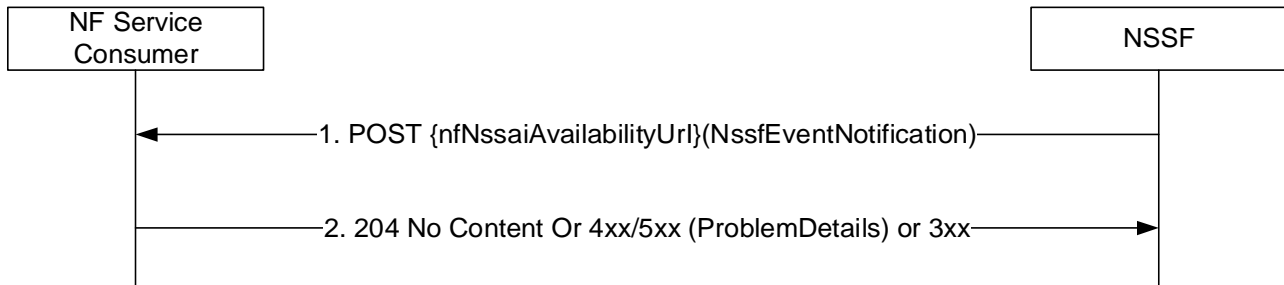 NF Service
Consumer
NSSF
1. POST {nfNssaiAvailabilityUrl}(NssfEventNotification)
2. 204 No Content Or 4xx/5xx (ProblemDetails) or 3xx